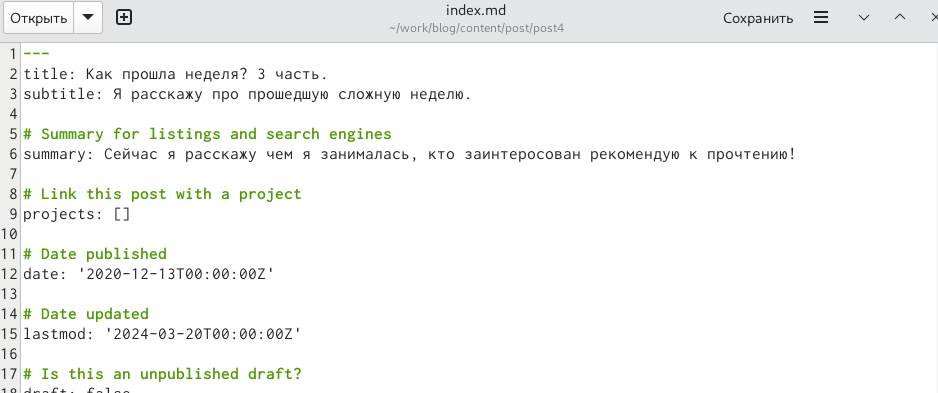 Открыть
index.md
~/work/blog/content/post/post4
Сохранить
1 ---
2 title: Как прошла неделя? 3 часть.
3 subtitle: Я расскажу про прошедшую сложную неделю.
4
5 # Summary for listings and search engines
6 summary: Сейчас я расскажу чем я занималась, кто заинтосован рекомендую к прочтению!
7
8 # Link this post with a project
9 projects: []
10
11 # Date published
12 date: '2020-12-13T00:00:00Z'
13
14 # Date updated
15 lastmod: '2024-03-20T00:00:00Z'
16
17 # Is this an unpublished draft?
18 draft: false